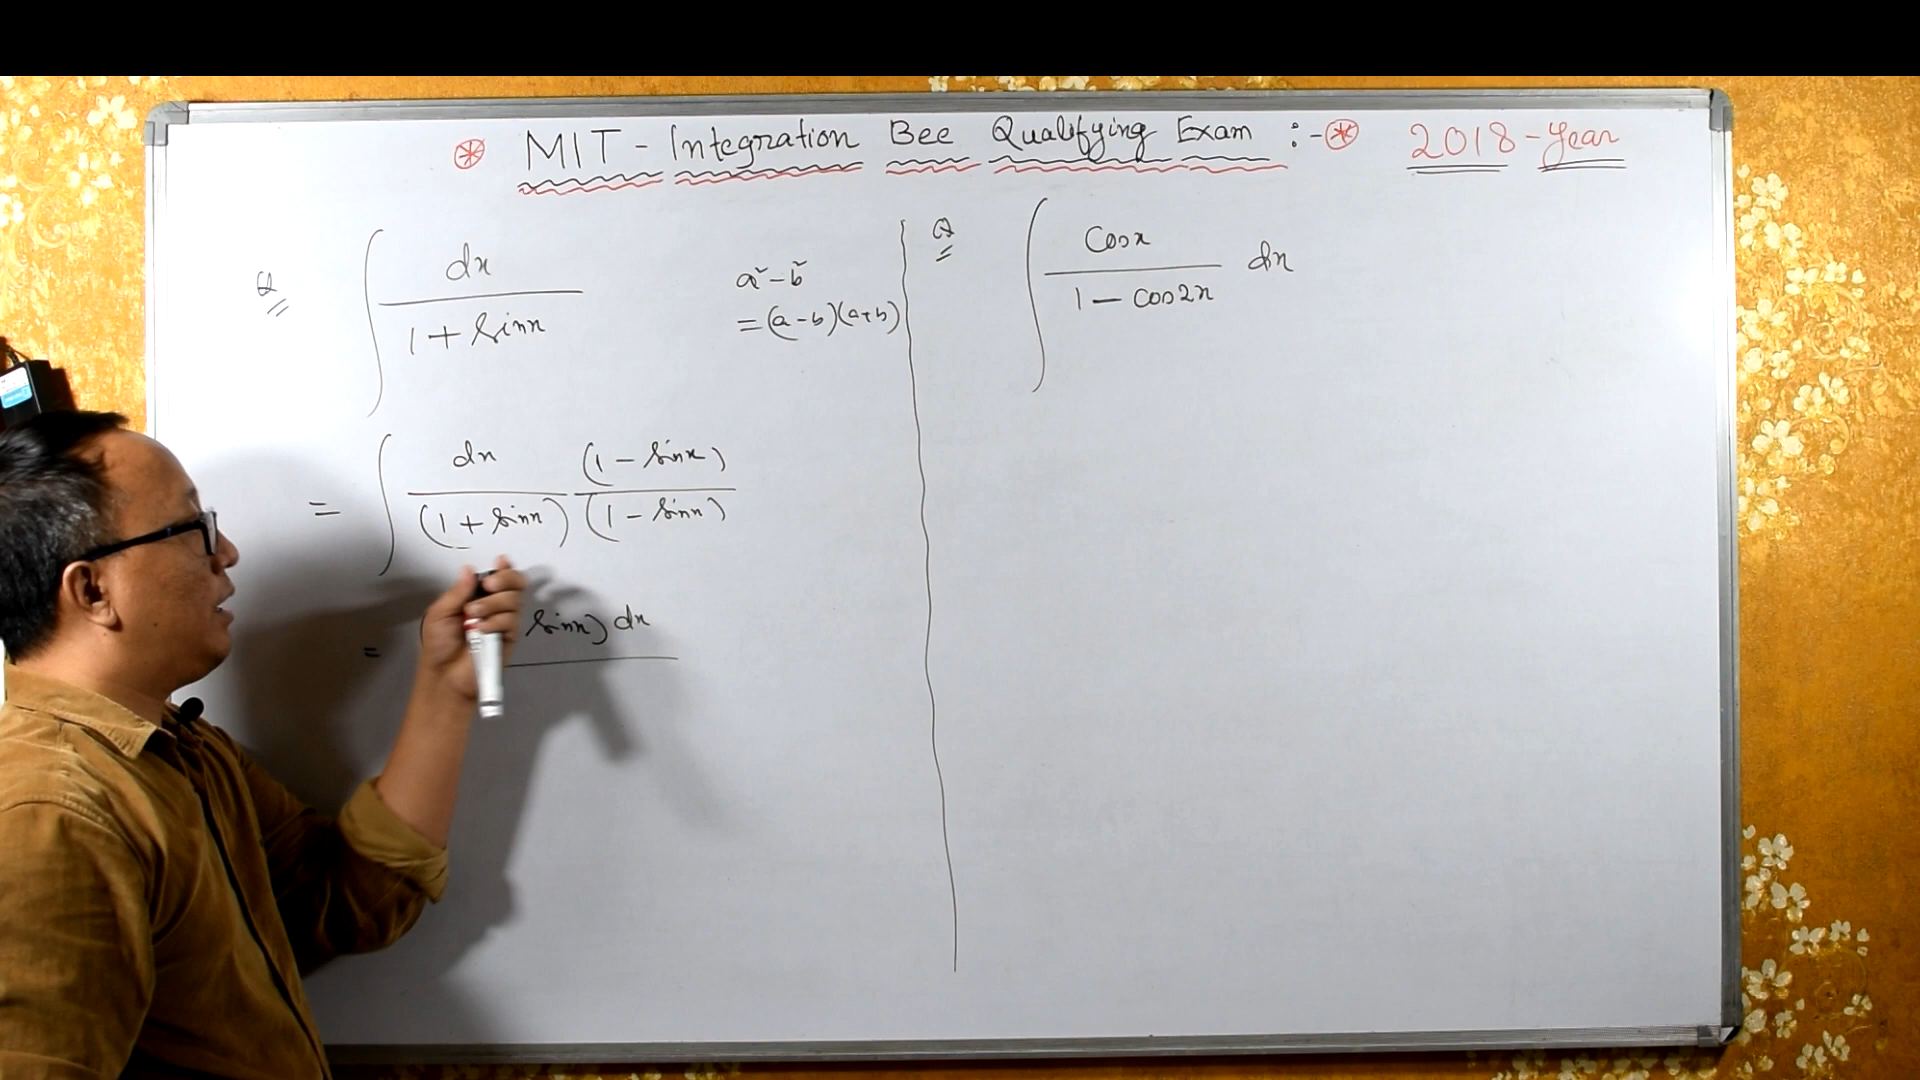 ⊛ MIT - Integration Bee Qualifying Exam :- ⊛ 2018 - Year
Q ∫ dx / (1 + sinx)
a² - b²
= (a - b)(a + b)
= ∫ dx (1 - sinx) / (1 + sinx) (1 - sinx)
= sinx) dx
Q ∫ cosx / (1 - cos2x) dx